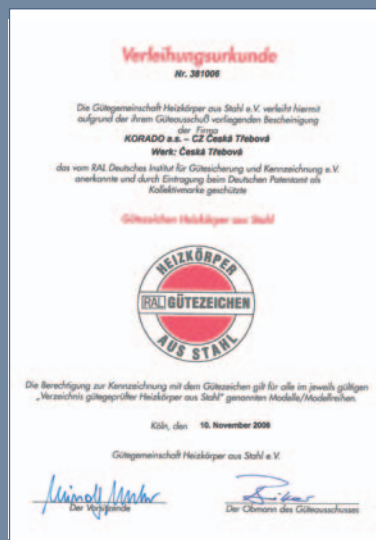 Verleihungsurkunde
Nr. 381006
Die Gütegemeinschaft Heizkörper aus Stahl e.V. verleiht hiermit
aufgrund der ihrem Güteausschuß vorliegenden Bescheinigung
der Firma
KORADO a.s. – CZ Česká Třebová
Werk: Česká Třebová
das vom RAL Deutsches Institut für Gütesicherung und Kennzeichnung e.V.
anerkannte und durch Eintragung beim Deutschen Patentamt als
Kollektivmarke geschützte
Gütezeichen Heizkörper aus Stahl
HEIZKÖRPER
RAL GÜTEZEICHEN
AUS STAHL
Die Berechtigung zur Kennzeichnung mit dem Gütezeichen gilt für alle im jeweils gültigen
„Verzeichnis gütegeprüfter Heizkörper aus Stahl" genannten Modelle/Modellreihen.
Köln, den 10. November 2008
Gütegemeinschaft Heizkörper aus Stahl e.V.
Der Vorsitzende
Der Obmann des Güteausschusses